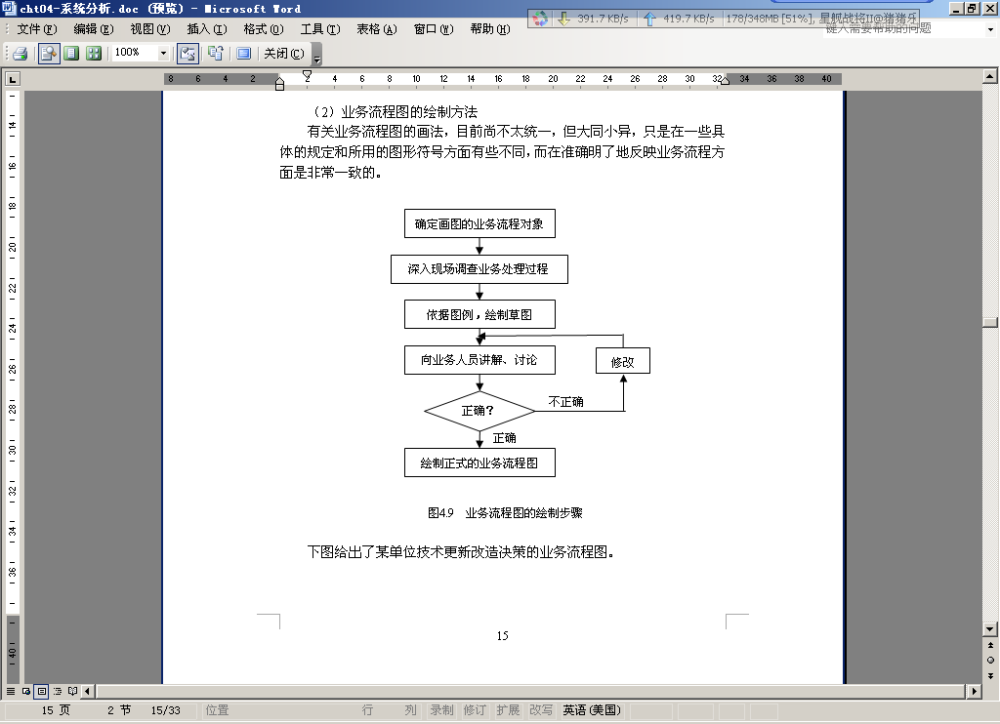 cht04-系统分析.doc (预览) - Microsoft Word
文件(F) 编辑(E) 视图(V) 插入(I) 格式(O) 工具(T) 表格(A) 窗口(W) 帮助(H)
391.7 KB/s 419.7 KB/s 178/348MB [51%], 星舰战将II@猪猪乐
键入需要帮助的问题
100% 关闭(C)
8 6 4 2 2 4 6 8 10 12 14 16 18 20 22 24 26 28 30 32 34 36 38 40
14
16
18
20
22
24
26
28
30
32
34
36
40
(2)业务流程图的绘制方法
有关业务流程图的画法，目前尚不太统一，但大同小异，只是在一些具
体的规定和所用的图形符号方面有些不同，而在准确明了地反映业务流程方
面是非常一致的。
确定画图的业务流程对象
深入现场调查业务处理过程
依据图例，绘制草图
向业务人员讲解、讨论
修改
正确？
不正确
正确
绘制正式的业务流程图
图4.9 业务流程图的绘制步骤
下图给出了某单位技术更新改造决策的业务流程图。
15
15 页 2 节 15/33 位置 行 列 录制 修订 扩展 改写 英语(美国)